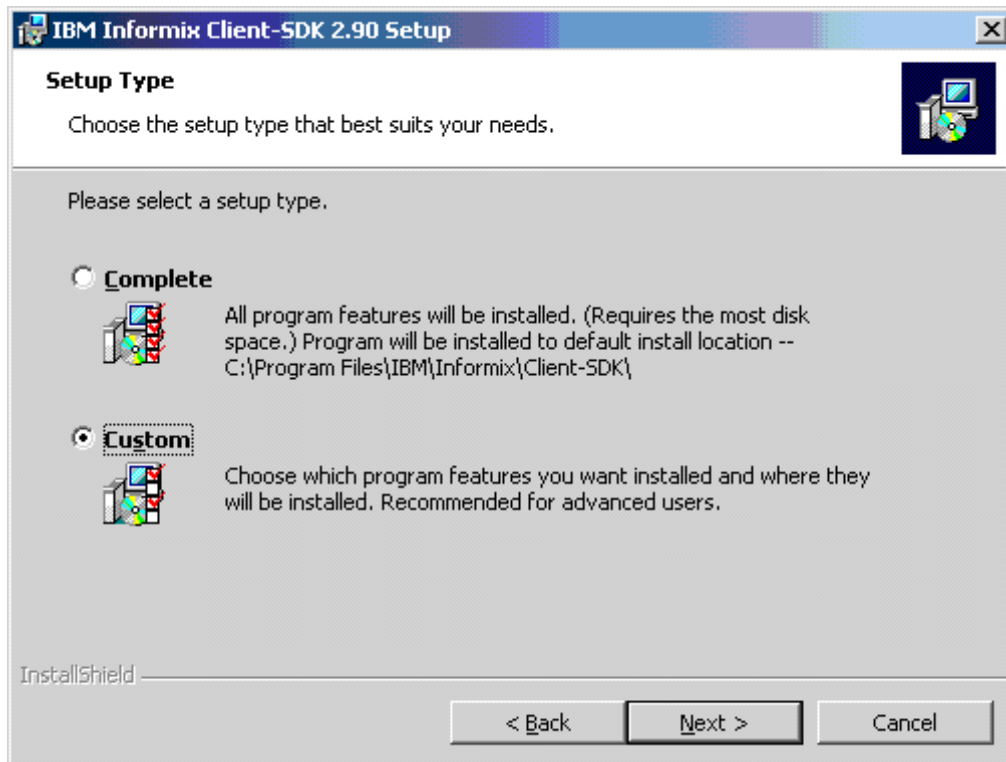 IBM Informix Client-SDK 2.90 Setup
Setup Type
Choose the setup type that best suits your needs.
Please select a setup type.
Complete
All program features will be installed. (Requires the most disk
space.) Program will be installed to default install location --
C:\Program Files\IBM\Informix\Client-SDK\
Custom
Choose which program features you want installed and where they
will be installed. Recommended for advanced users.
InstallShield
< Back Next > Cancel